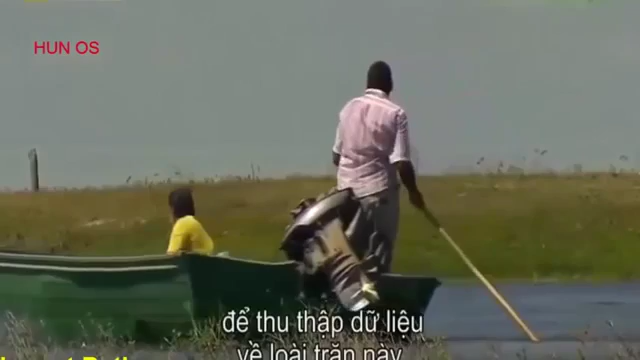 HUN OS
để thu thập dữ liệu
về loài trăn này